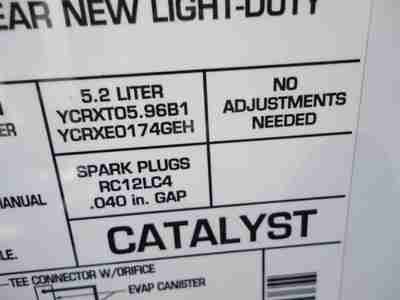 EAR NEW LIGHT-DUTY
5.2 LITER
YCRXT05.96B1
YCRXE0174GEH
NO
ADJUSTMENTS
NEEDED
ER
SPARK PLUGS
RC12LC4
.040 in. GAP
MANUAL
CATALYST
LE.
TEE CONNECTOR W/ORIFICE
EVAP CANISTER